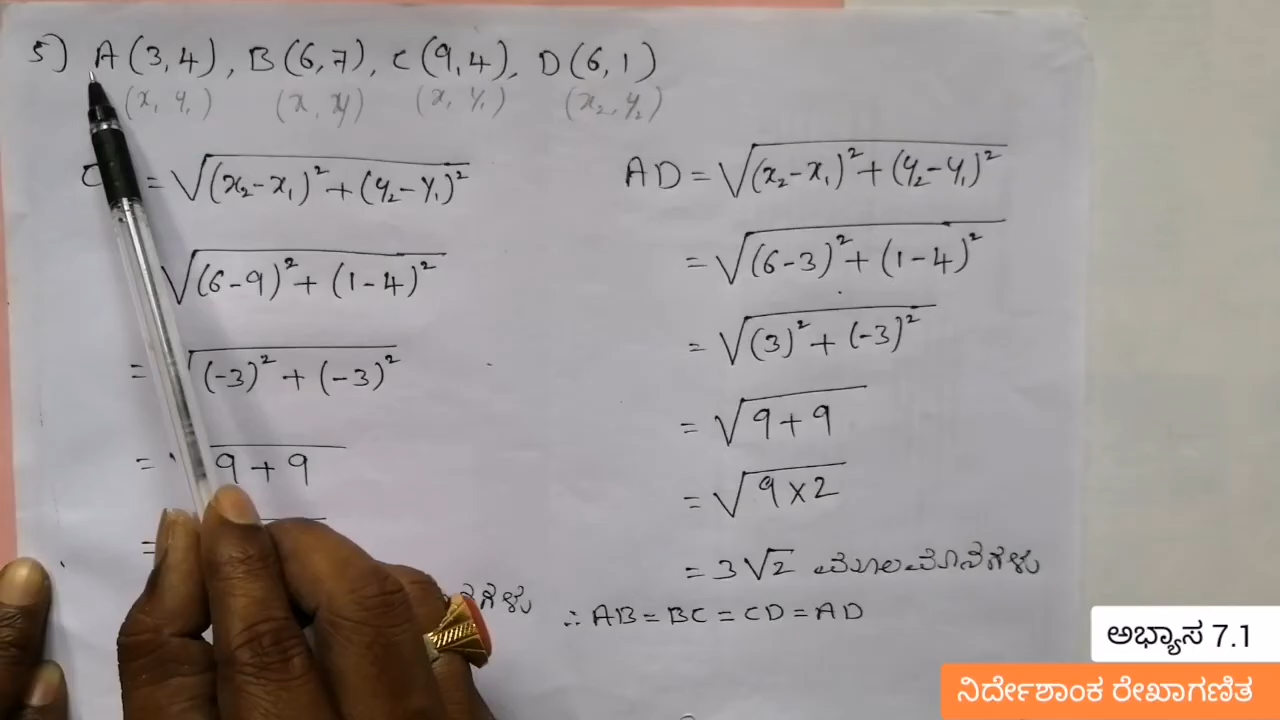 5) A (3,4), B (6,7), C (9,4), D (6,1)
(x₁ y₁) (x, y) (x₁ y₁) (x₂, y₂)
= √(x₂-x₁)² + (y₂-y₁)²
√(6-9)² + (1-4)²
= √(-3)² + (-3)²
= √9+9
=
AD = √(x₂-x₁)² + (y₂-y₁)²
= √(6-3)² + (1-4)²
= √(3)² + (-3)²
= √9+9
= √9×2
= 3√2 ಮೂಲಮಾನಗಳು
∴ AB = BC = CD = AD
ಅಭ್ಯಾಸ 7.1
ನಿರ್ದೇಶಾಂಕ ರೇಖಾಗಣಿತ